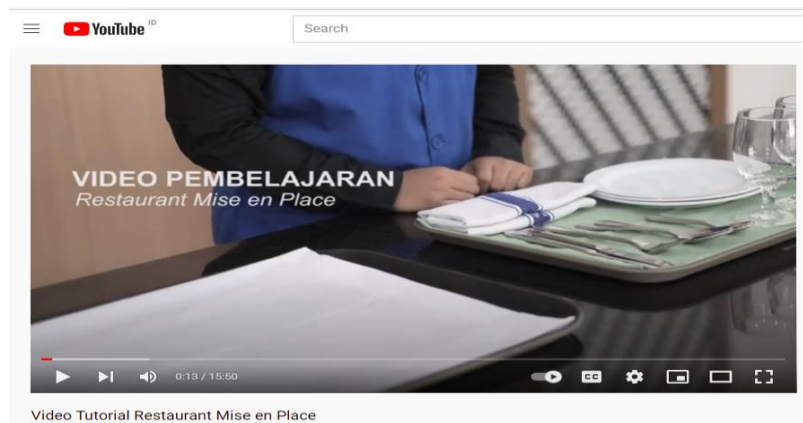 YouTube ID
Search
VIDEO PEMBELAJARAN
Restaurant Mise en Place
0:13 / 15:50
CC
Video Tutorial Restaurant Mise en Place